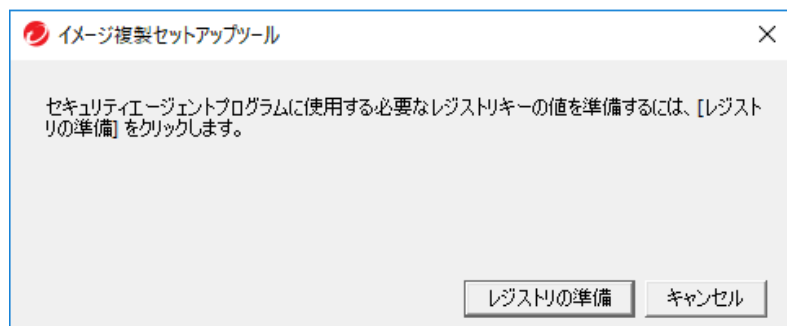 イメージ複製セットアップツール
セキュリティエージェントプログラムに使用する必要なレジストリキーの値を準備するには、[レジスト
リの準備] をクリックします。
レジストリの準備
キャンセル